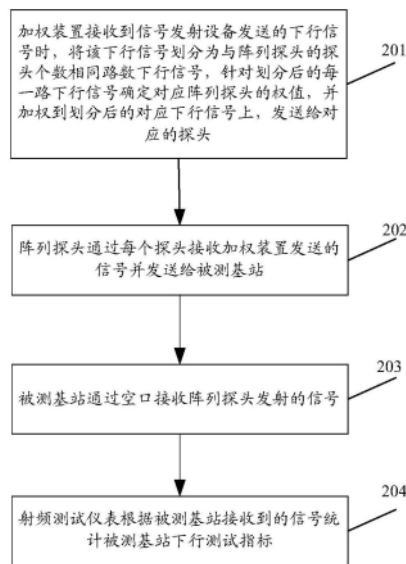 加权装置接收到信号发射设备发送的下行信
号时，将该下行信号划分为与阵列探头的探
头个数相同路数下行信号，针对划分后的每
一路下行信号确定对应阵列探头的权值，并
加权到划分后的对应下行信号上，发送给对
应的探头
201
阵列探头通过每个探头接收加权装置发送的
信号并发送给被测基站
202
被测基站通过空口接收阵列探头发射的信号
203
射频测试仪表根据被测基站接收到的信号统
计被测基站下行测试指标
204